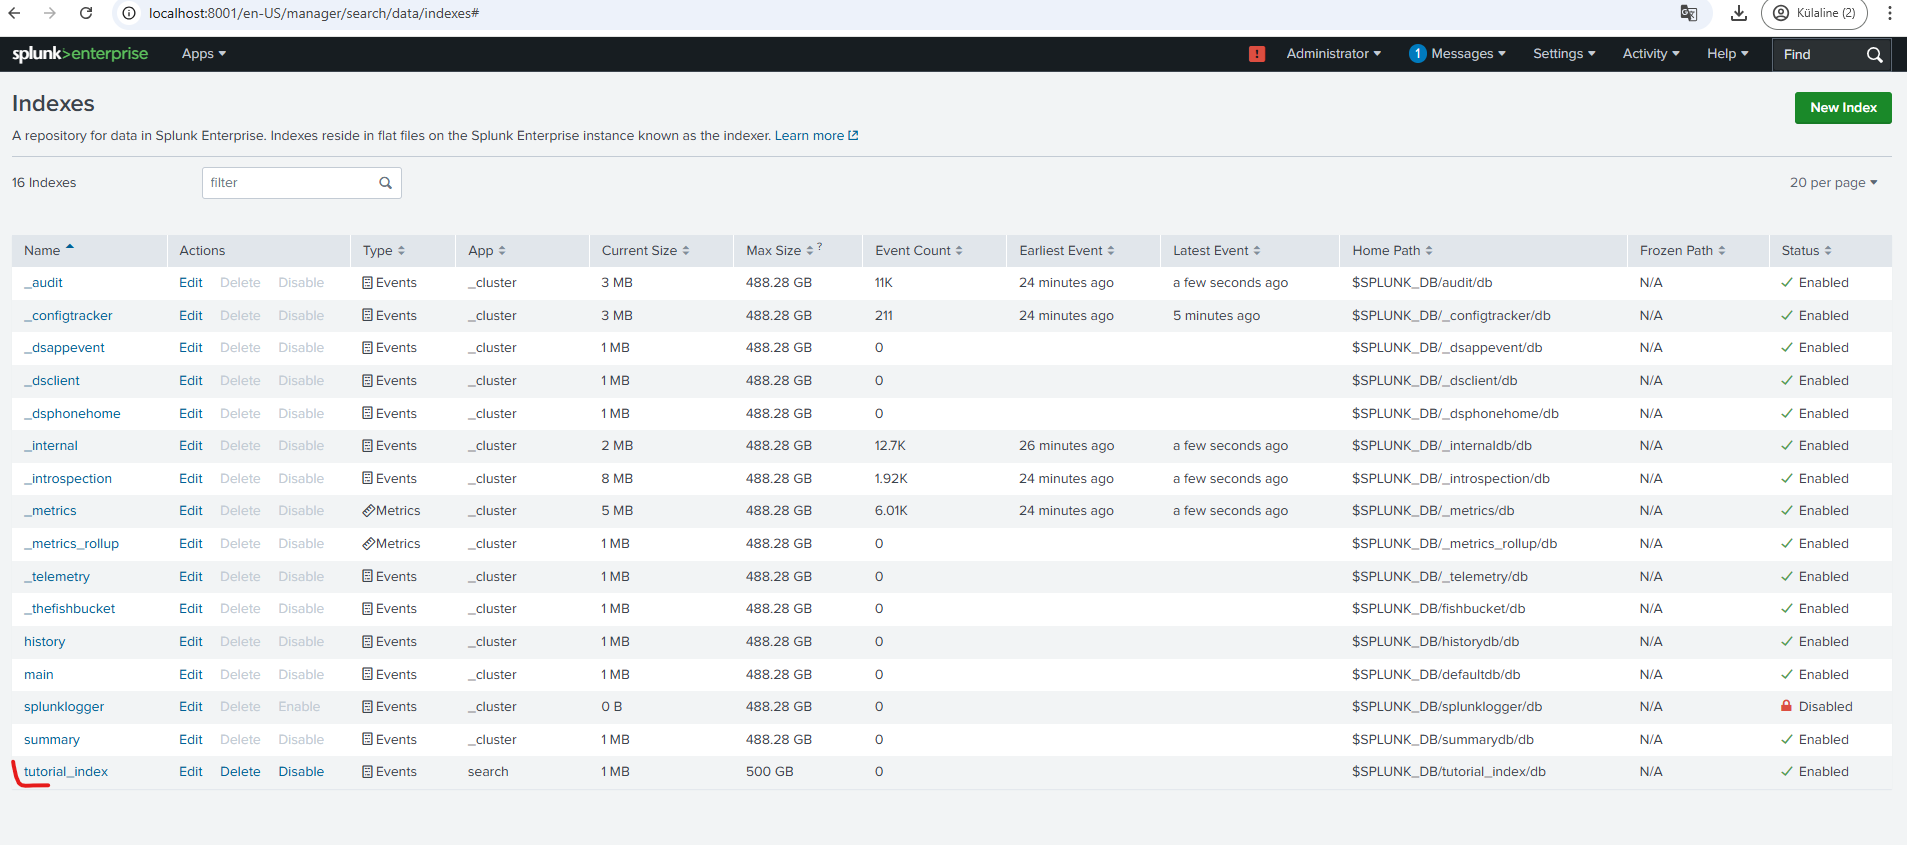 localhost:8001/en-US/manager/search/data/indexes#
Külaline (2)
splunk>enterprise Apps ! Administrator 1 Messages Settings Activity Help Find
Indexes
New Index
A repository for data in Splunk Enterprise. Indexes reside in flat files on the Splunk Enterprise instance known as the indexer. Learn more
16 Indexes filter 20 per page
Name Actions Type App Current Size Max Size ? Event Count Earliest Event Latest Event Home Path Frozen Path Status
_audit Edit Delete Disable Events _cluster 3 MB 488.28 GB 11K 24 minutes ago a few seconds ago $SPLUNK_DB/audit/db N/A Enabled
_configtracker Edit Delete Disable Events _cluster 3 MB 488.28 GB 211 24 minutes ago 5 minutes ago $SPLUNK_DB/_configtracker/db N/A Enabled
_dsappevent Edit Delete Disable Events _cluster 1 MB 488.28 GB 0 $SPLUNK_DB/_dsappevent/db N/A Enabled
_dsclient Edit Delete Disable Events _cluster 1 MB 488.28 GB 0 $SPLUNK_DB/_dsclient/db N/A Enabled
_dsphonehome Edit Delete Disable Events _cluster 1 MB 488.28 GB 0 $SPLUNK_DB/_dsphonehome/db N/A Enabled
_internal Edit Delete Disable Events _cluster 2 MB 488.28 GB 12.7K 26 minutes ago a few seconds ago $SPLUNK_DB/_internaldb/db N/A Enabled
_introspection Edit Delete Disable Events _cluster 8 MB 488.28 GB 1.92K 24 minutes ago a few seconds ago $SPLUNK_DB/_introspection/db N/A Enabled
_metrics Edit Delete Disable Metrics _cluster 5 MB 488.28 GB 6.01K 24 minutes ago a few seconds ago $SPLUNK_DB/_metrics/db N/A Enabled
_metrics_rollup Edit Delete Disable Metrics _cluster 1 MB 488.28 GB 0 $SPLUNK_DB/_metrics_rollup/db N/A Enabled
_telemetry Edit Delete Disable Events _cluster 1 MB 488.28 GB 0 $SPLUNK_DB/_telemetry/db N/A Enabled
_thefishbucket Edit Delete Disable Events _cluster 1 MB 488.28 GB 0 $SPLUNK_DB/fishbucket/db N/A Enabled
history Edit Delete Disable Events _cluster 1 MB 488.28 GB 0 $SPLUNK_DB/historydb/db N/A Enabled
main Edit Delete Disable Events _cluster 1 MB 488.28 GB 0 $SPLUNK_DB/defaultdb/db N/A Enabled
splunklogger Edit Delete Enable Events _cluster 0 B 488.28 GB 0 $SPLUNK_DB/splunklogger/db N/A Disabled
summary Edit Delete Disable Events _cluster 1 MB 488.28 GB 0 $SPLUNK_DB/summarydb/db N/A Enabled
tutorial_index Edit Delete Disable Events search 1 MB 500 GB 0 $SPLUNK_DB/tutorial_index/db N/A Enabled